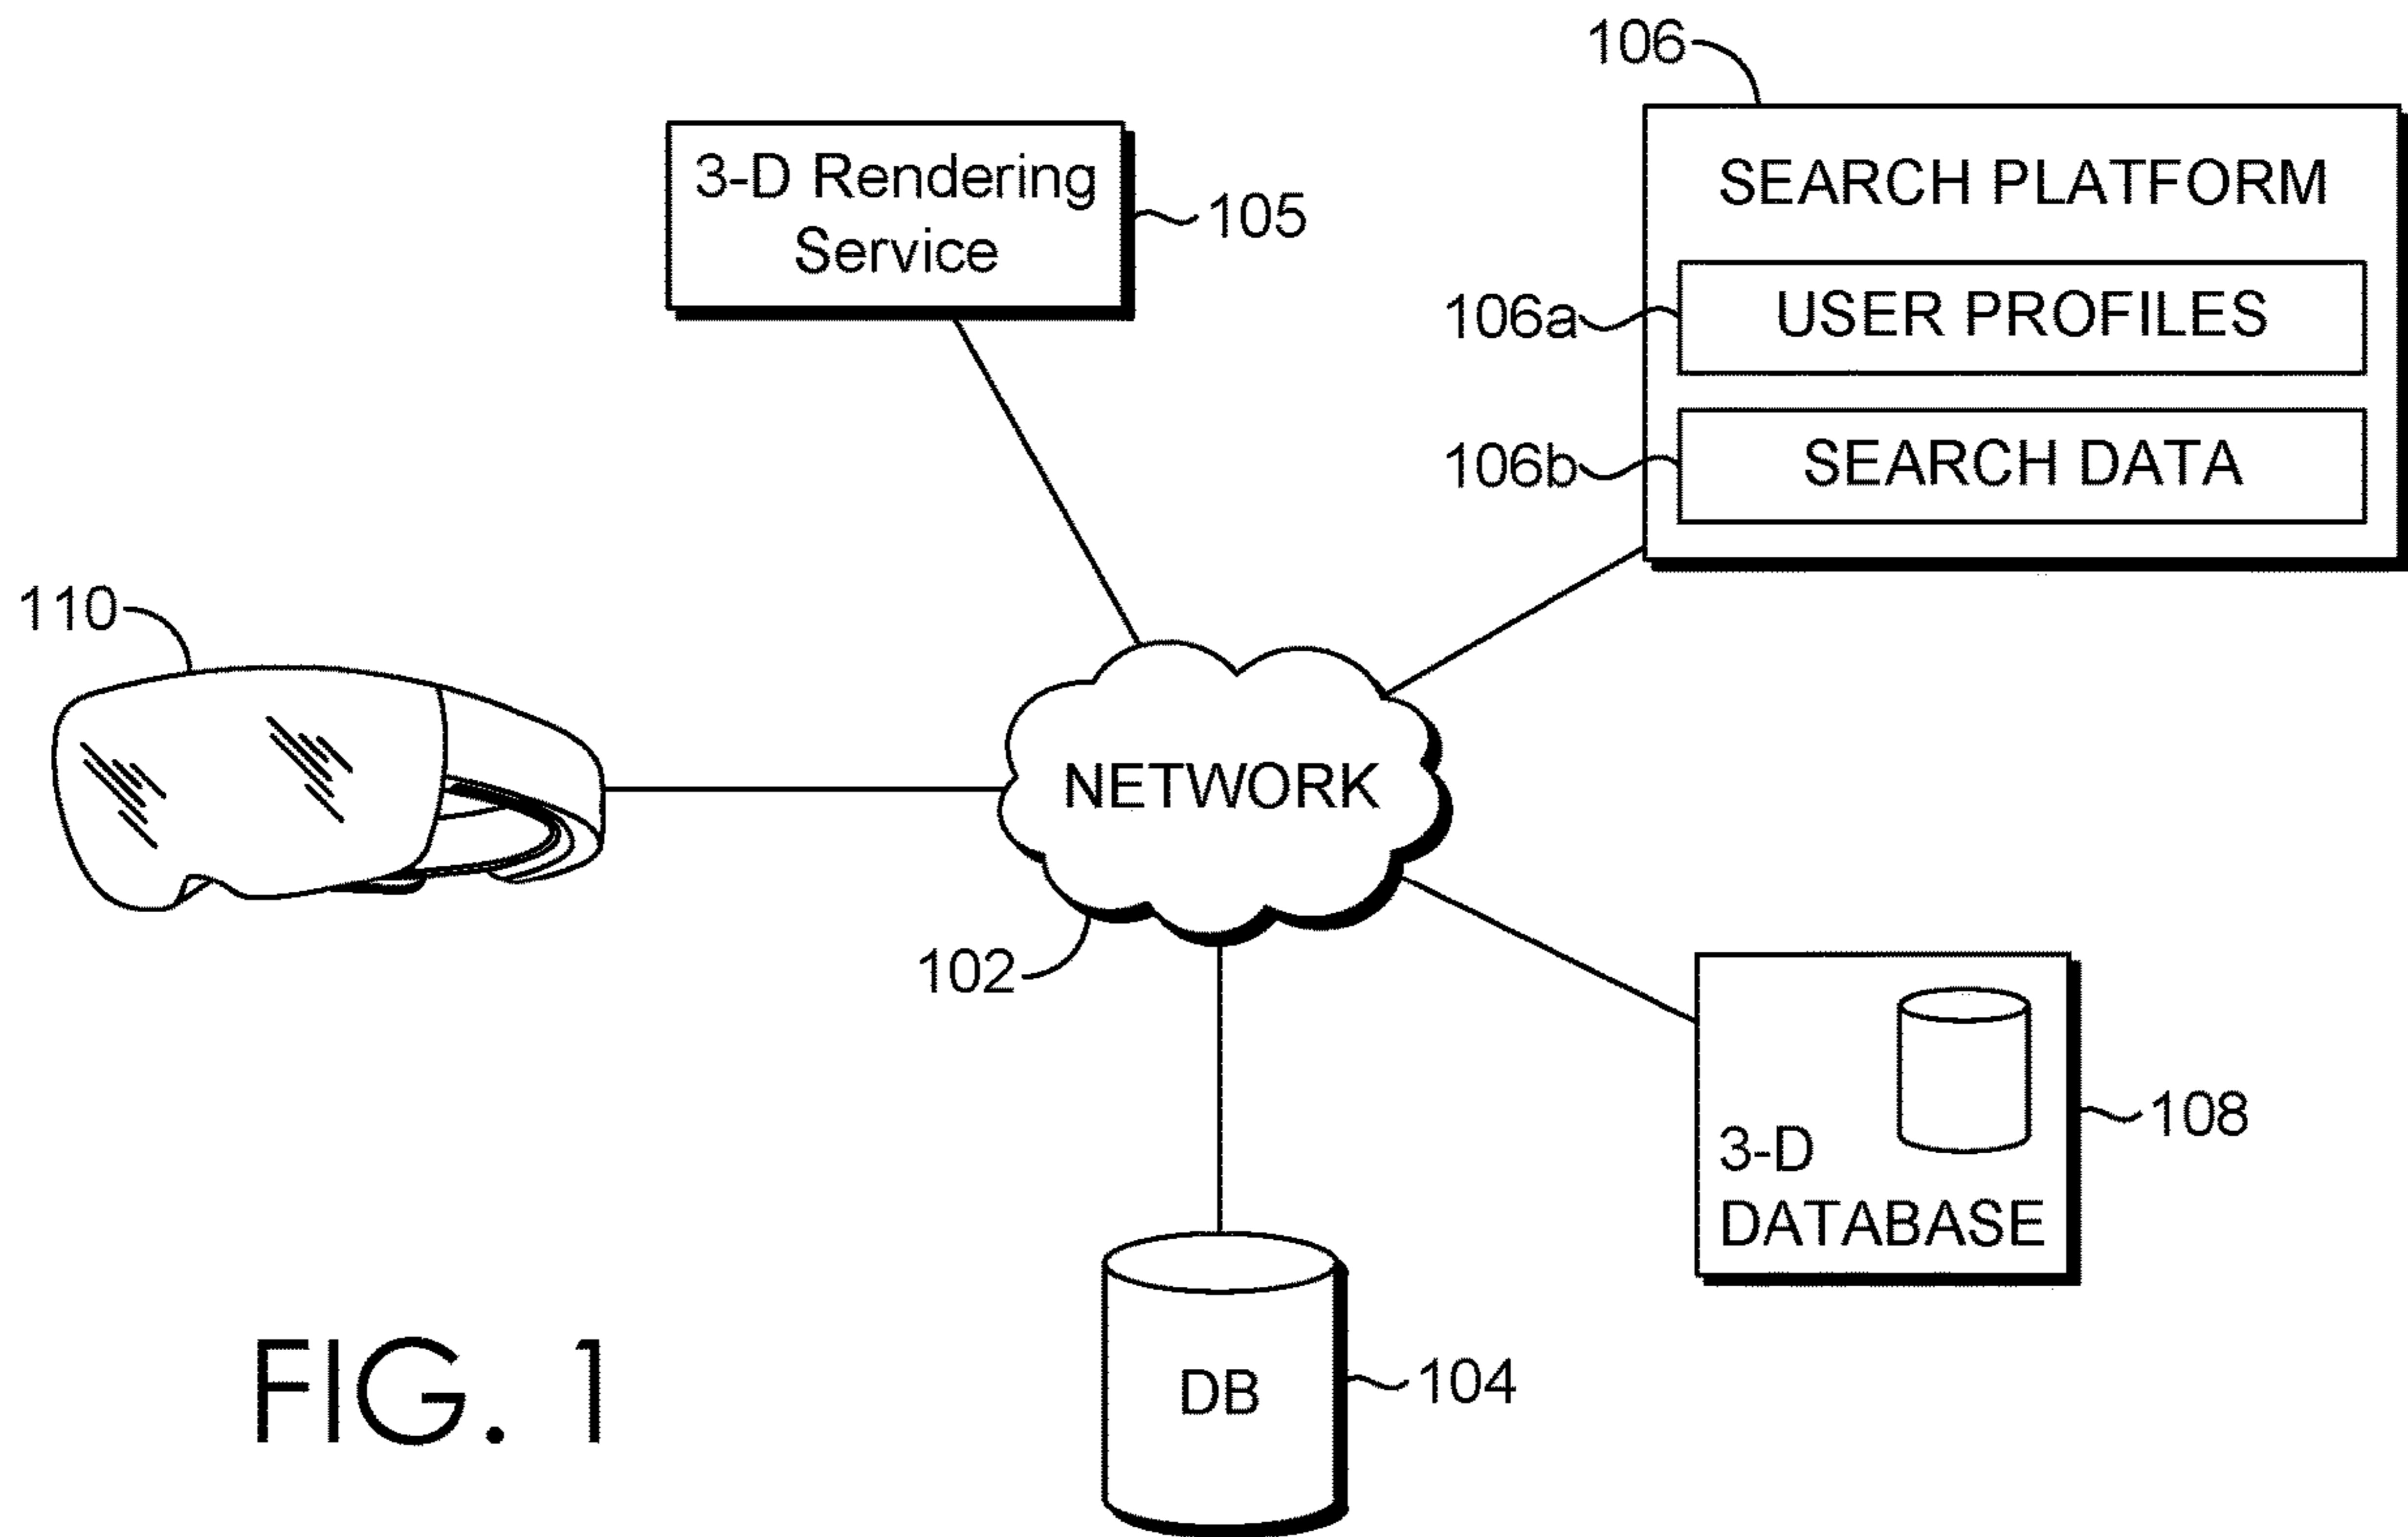 106
3-D Rendering
Service
105
SEARCH PLATFORM
106a
USER PROFILES
106b
SEARCH DATA
110
NETWORK
102
3-D
DATABASE
108
DB
104
FIG. 1